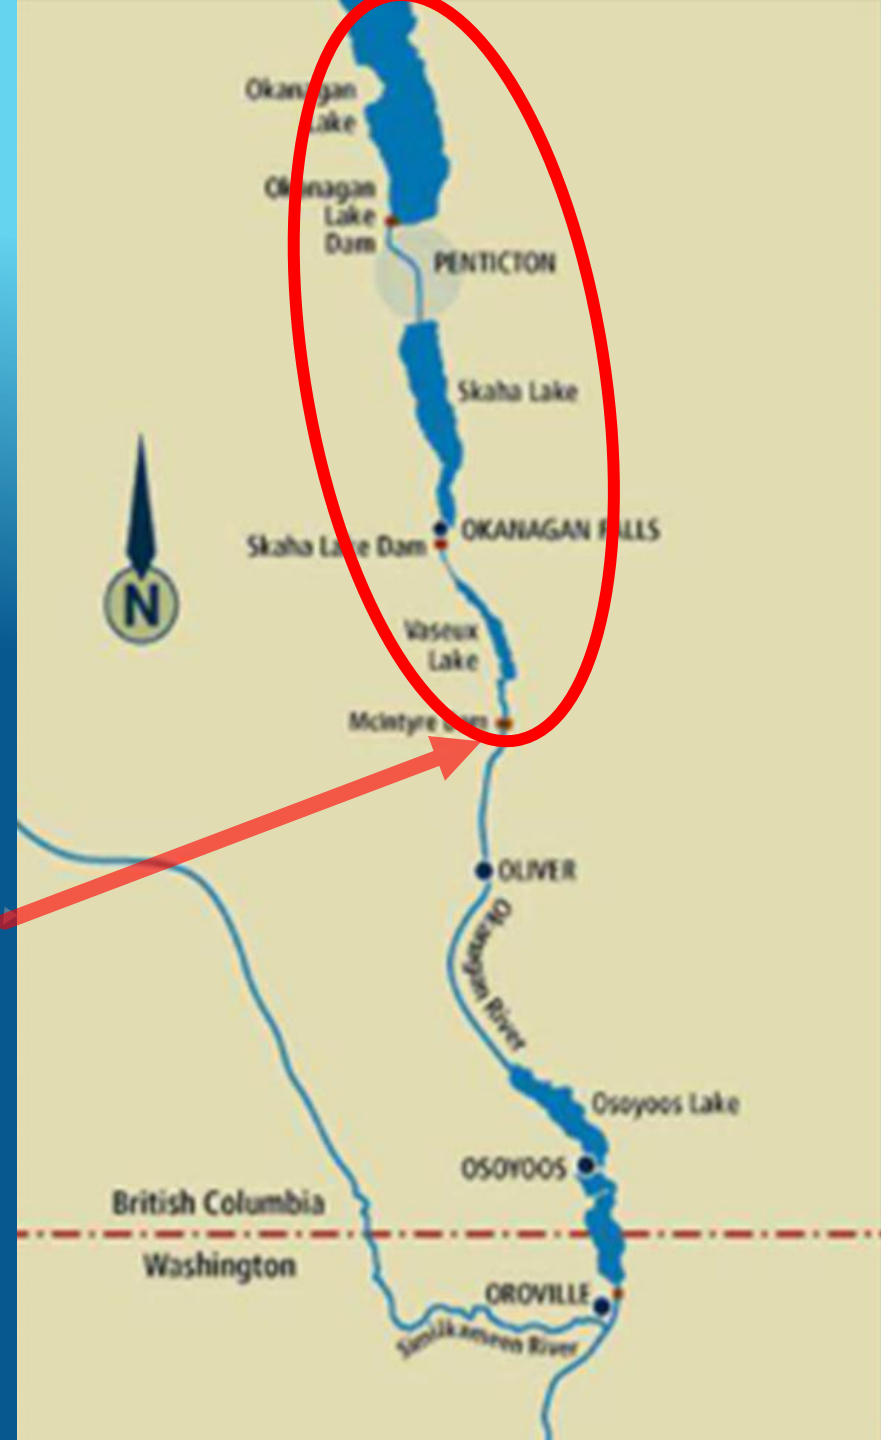 Okanagan
Lake
Okanagan
Lake
Dam
PENTICTON
Skaha Lake
OKANAGAN FALLS
Skaha Lake Dam
N
Vaseux
Lake
McIntyre Dam
OLIVER
Okanagan River
Osoyoos Lake
OSOYOOS
British Columbia
Washington
OROVILLE
Similkameen River